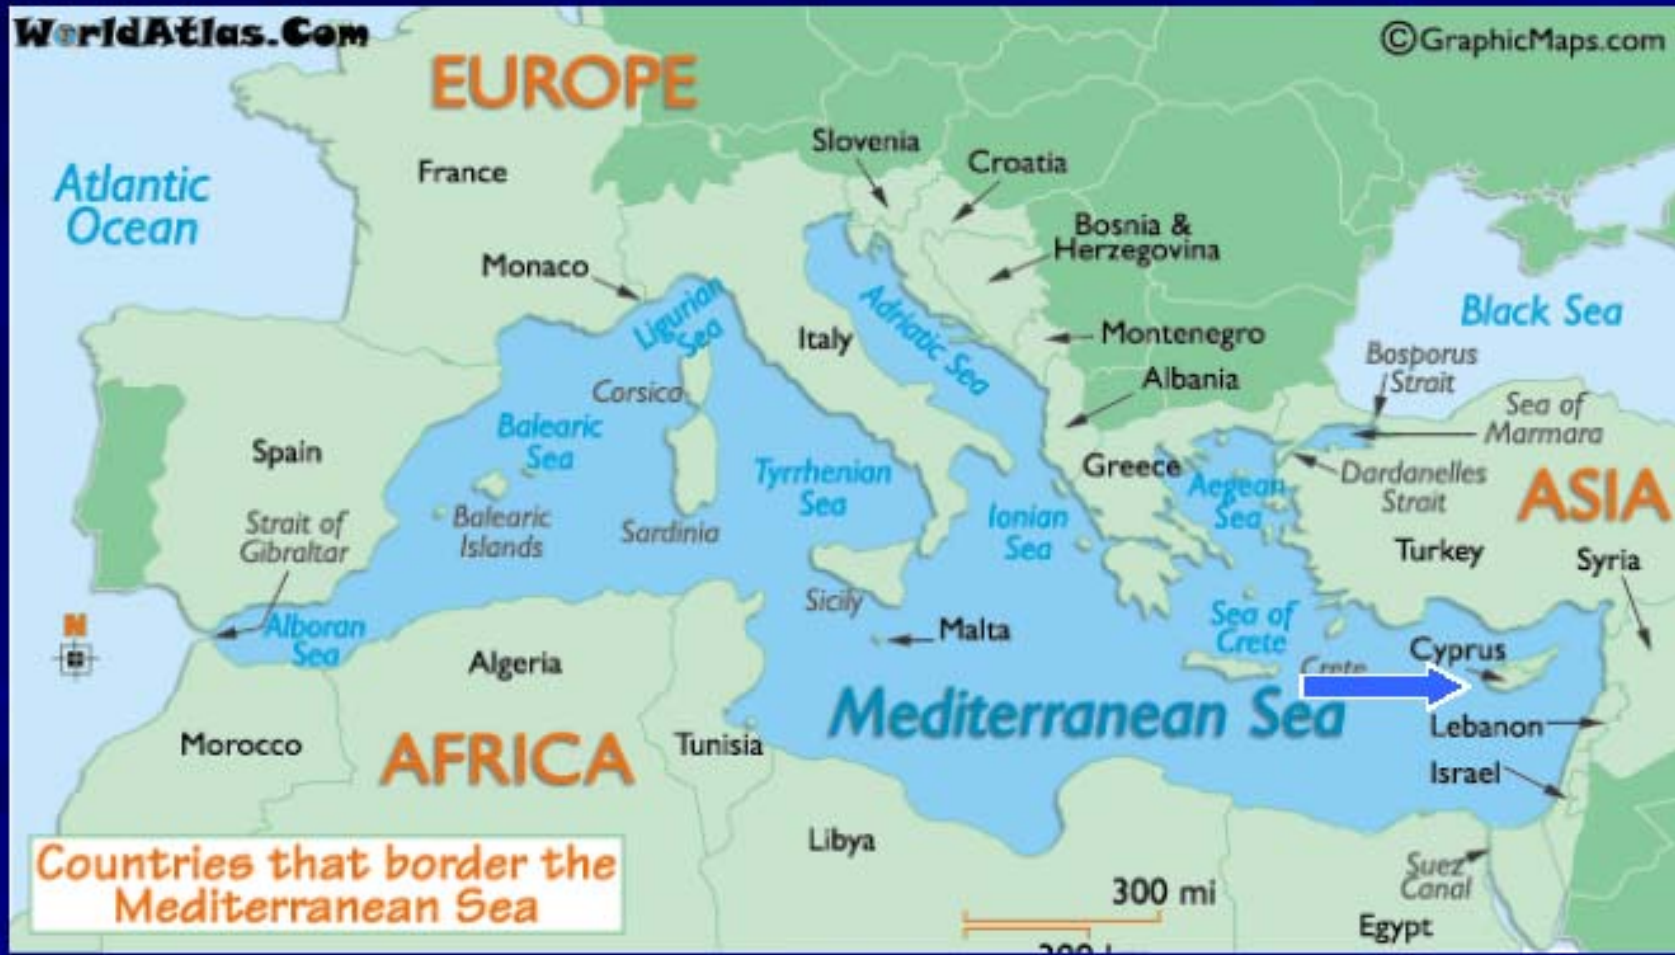 WorldAtlas.Com
©GraphicMaps.com
EUROPE
Slovenia
Croatia
France
Atlantic
Ocean
Bosnia &
Herzegovina
Monaco
Ligurian
Sea
Adriatic Sea
Black Sea
Italy
Montenegro
Bosporus
Strait
Albania
Corsica
Sea of
Marmara
Balearic
Sea
Spain
Tyrrhenian
Sea
Greece
Aegean
Sea
Dardanelles
Strait
ASIA
Strait of
Gibraltar
Balearic
Islands
Sardinia
Ionian
Sea
Turkey
Syria
Sicily
N
Alboran
Sea
Malta
Sea of
Crete
Algeria
Crete
Cyprus
Mediterranean Sea
Lebanon
Morocco
AFRICA
Tunisia
Israel
Libya
Countries that border the
Mediterranean Sea
Suez
Canal
300 mi
Egypt